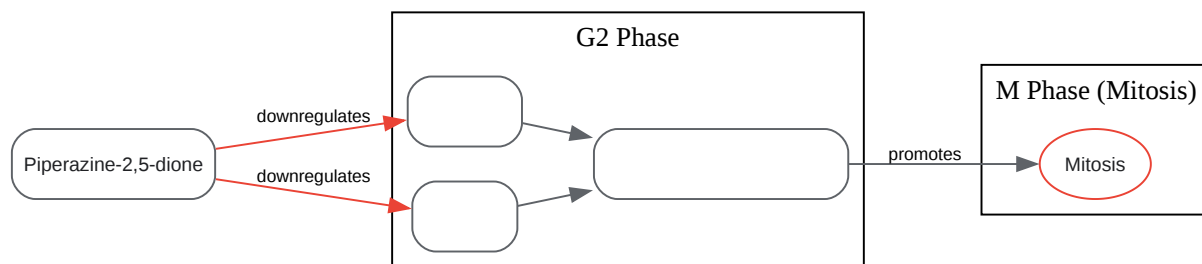 G2 Phase
M Phase (Mitosis)
downregulates
Piperazine-2,5-dione
downregulates
promotes
Mitosis